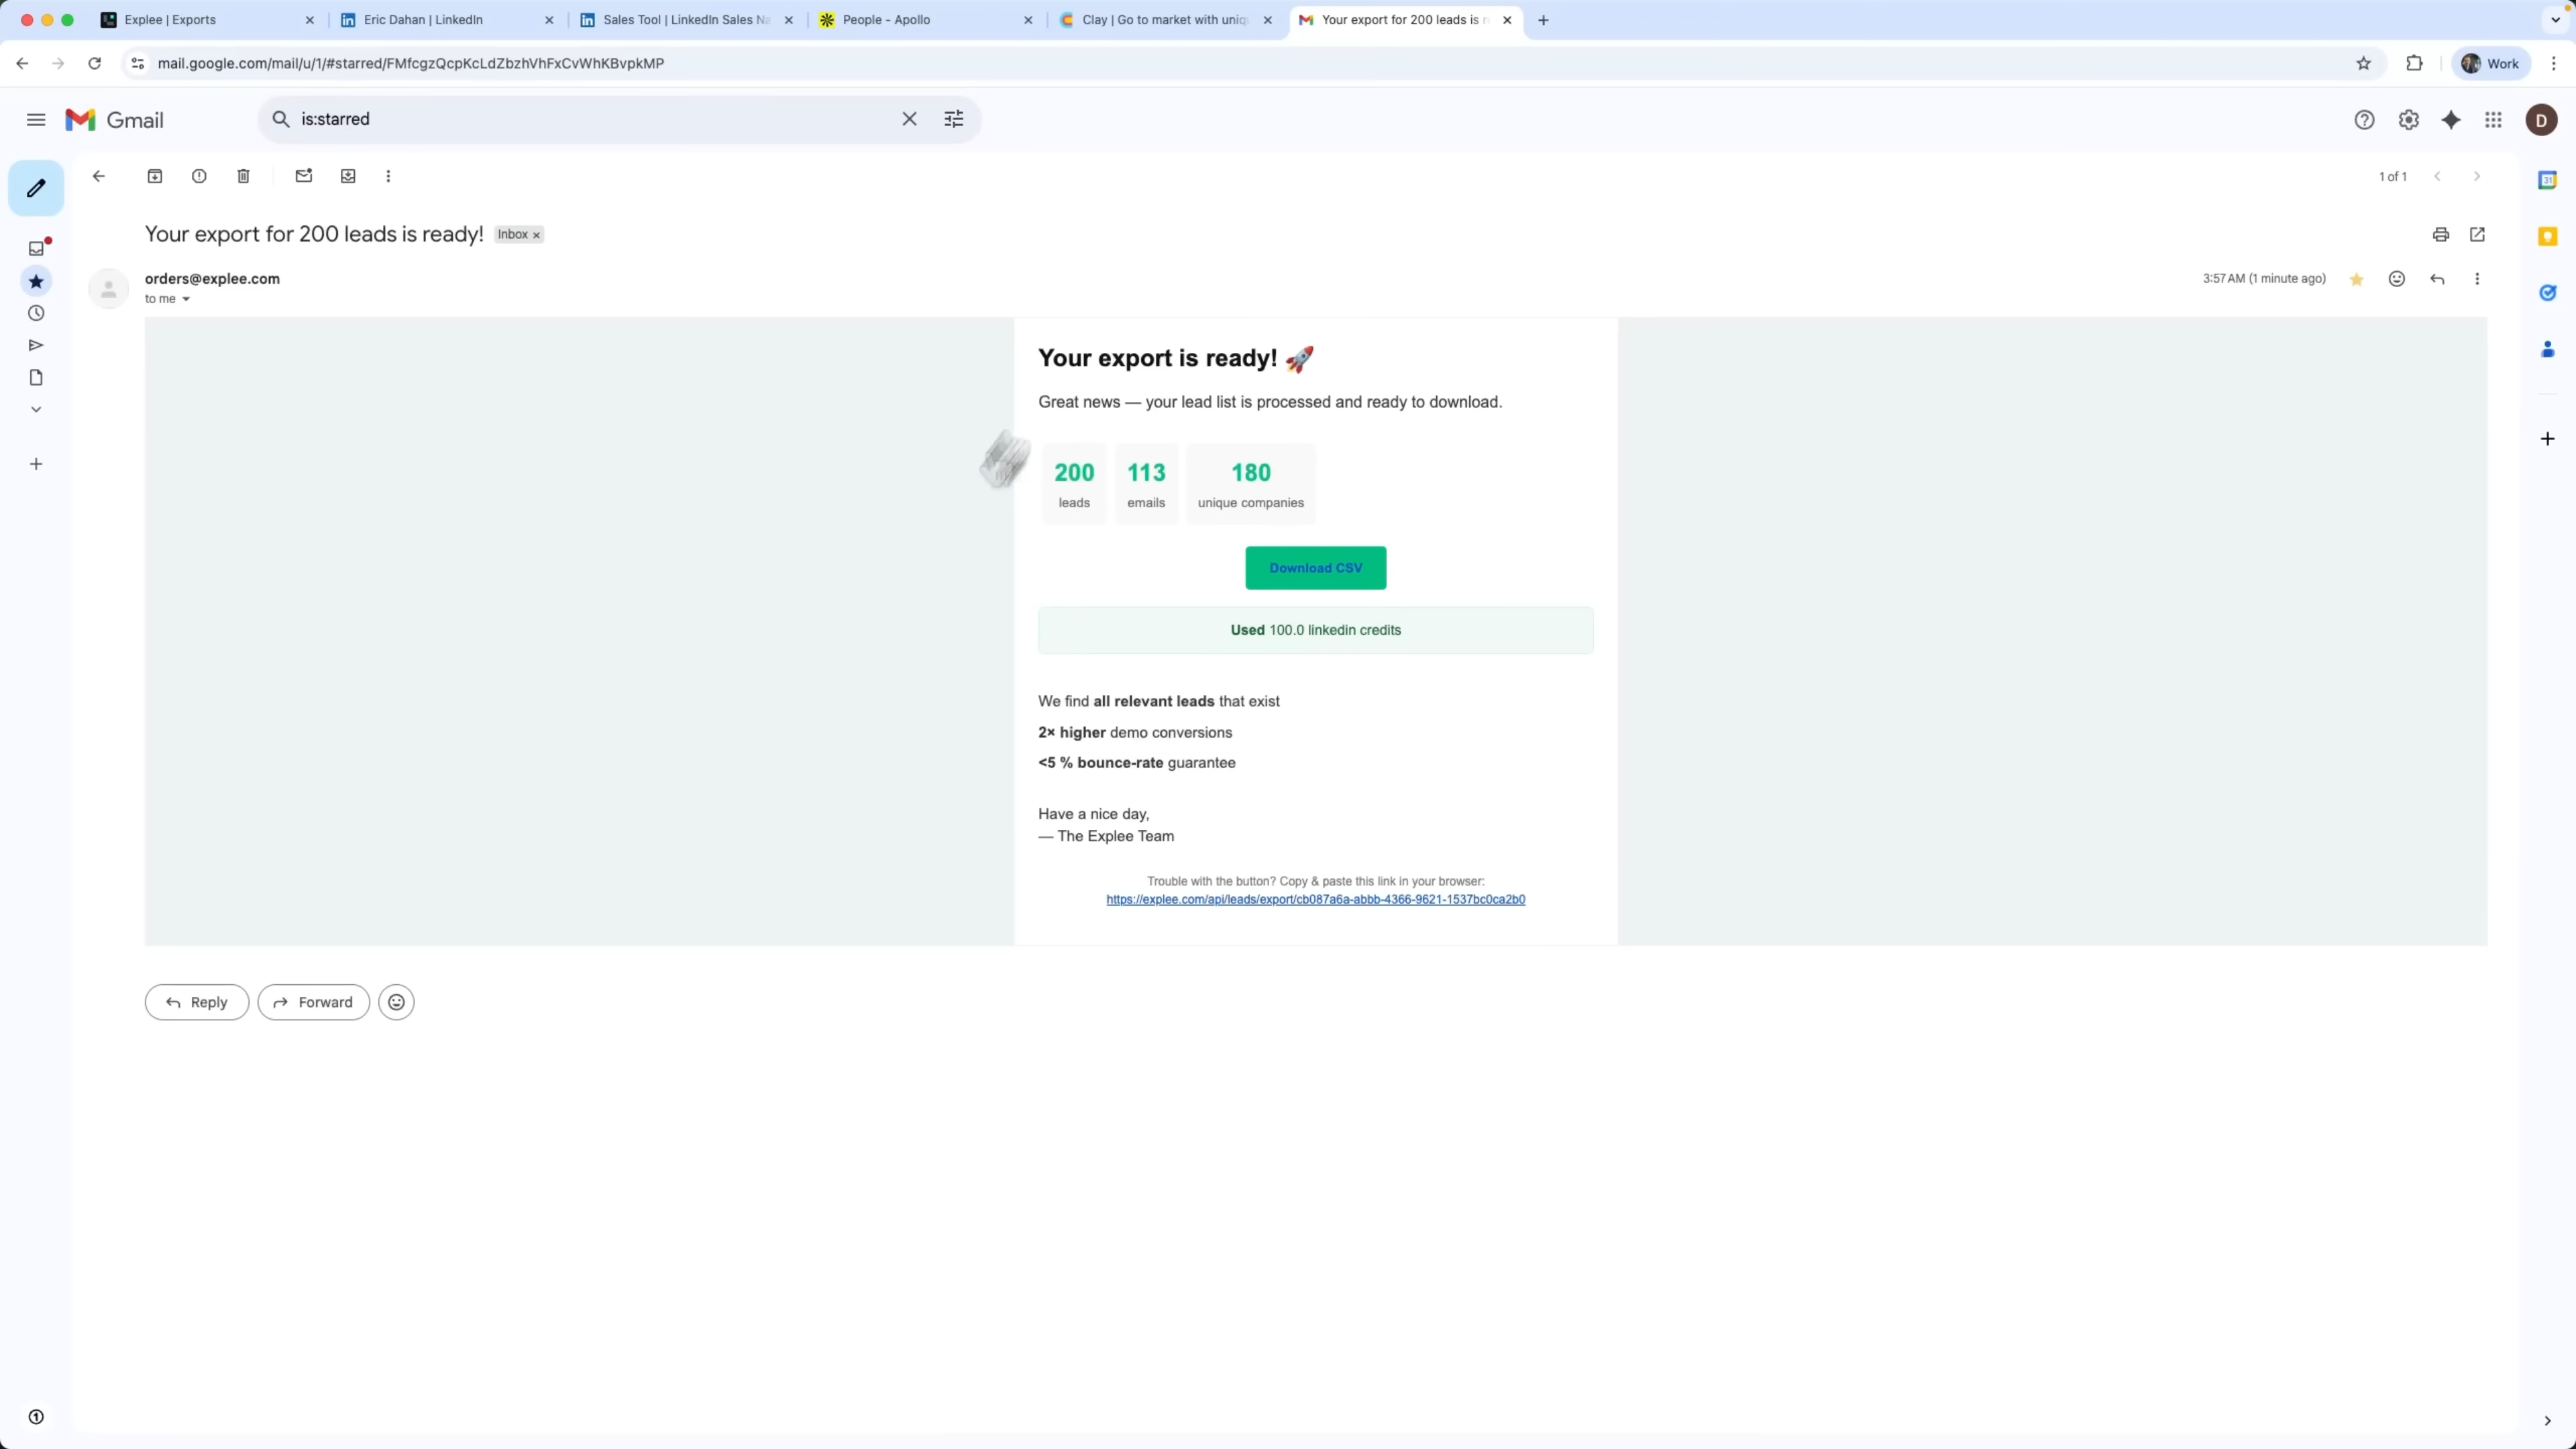 Explee | Exports
Eric Dahan | LinkedIn
Sales Tool | LinkedIn Sales Na
People - Apollo
Clay | Go to market with uniq
Your export for 200 leads is r
mail.google.com/mail/u/1/#starred/FMfcgzQcpKcLdZbzhVhFxCvWhKBvpkMP
Work
Gmail
is:starred
D
1 of 1
31
Your export for 200 leads is ready!
Inbox ×
orders@explee.com
3:57 AM (1 minute ago)
to me
Your export is ready! 🚀
Great news — your lead list is processed and ready to download.
200 113 180
leads emails unique companies
Download CSV
Used 100.0 linkedin credits
We find all relevant leads that exist
2× higher demo conversions
<5 % bounce-rate guarantee
Have a nice day,
— The Explee Team
Trouble with the button? Copy & paste this link in your browser:
https://explee.com/api/leads/export/cb087a6a-abbb-4366-9621-1537bc0ca2b0
Reply
Forward